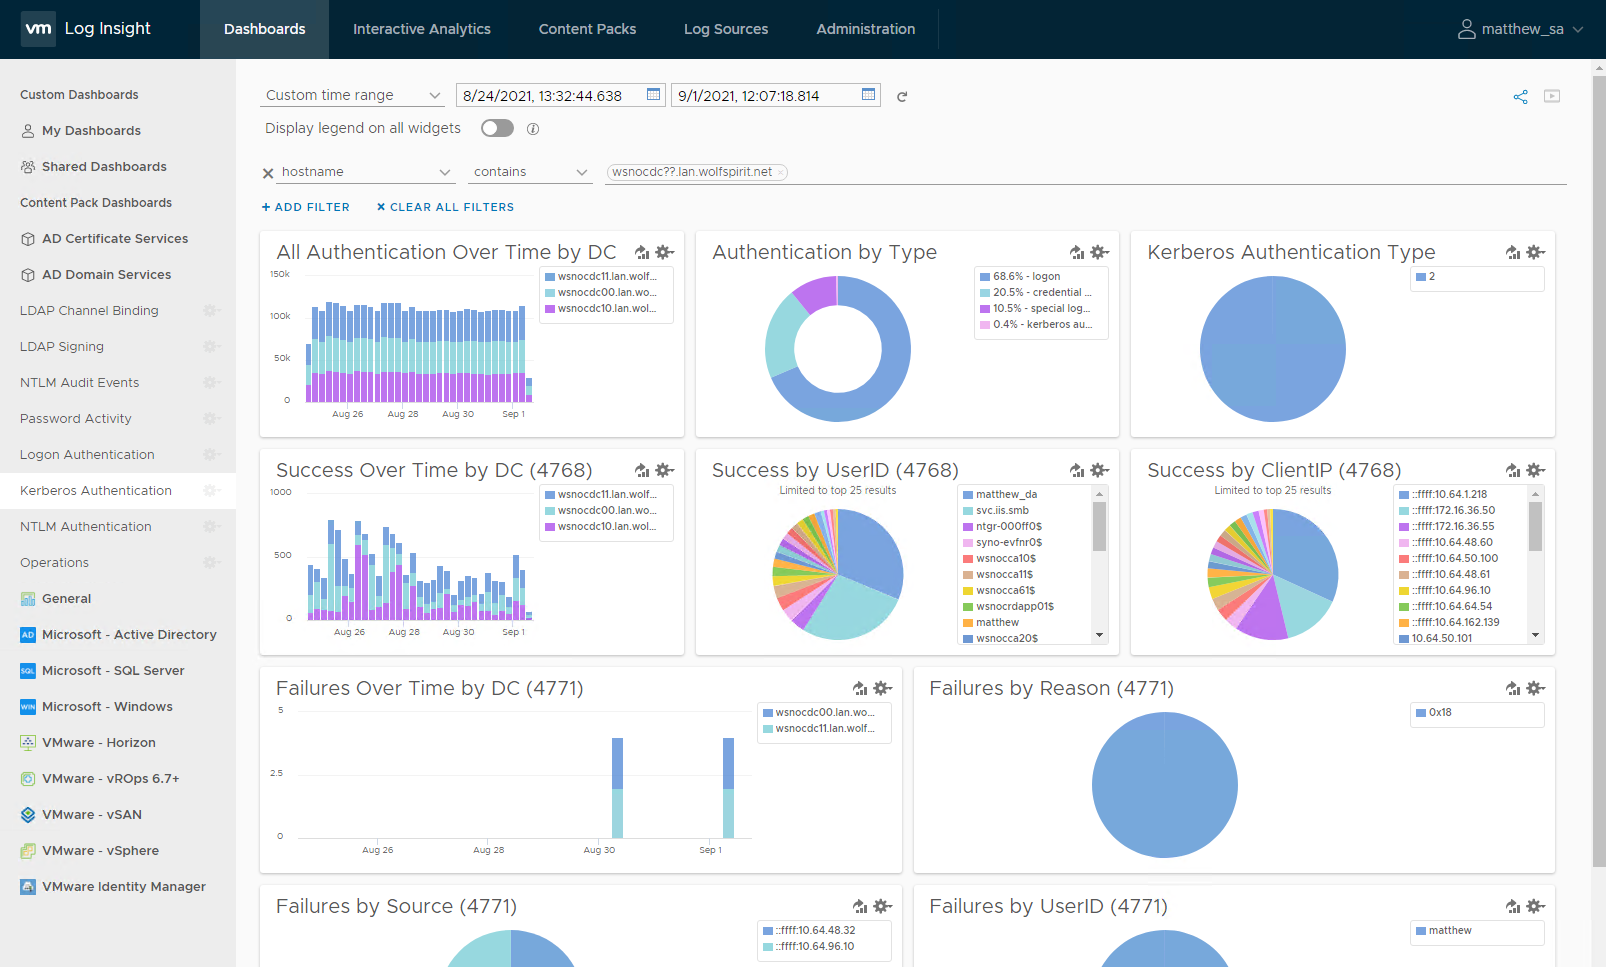 vm Log Insight
Dashboards
Interactive Analytics
Content Packs
Log Sources
Administration
matthew_sa
Custom Dashboards
My Dashboards
Shared Dashboards
Content Pack Dashboards
AD Certificate Services
AD Domain Services
LDAP Channel Binding
LDAP Signing
NTLM Audit Events
Password Activity
Logon Authentication
Kerberos Authentication
NTLM Authentication
Operations
General
AD Microsoft - Active Directory
SQL Microsoft - SQL Server
WIN Microsoft - Windows
VMware - Horizon
VMware - vROps 6.7+
VMware - vSAN
VMware - vSphere
VMware Identity Manager
Custom time range
8/24/2021, 13:32:44.638
9/1/2021, 12:07:18.814
Display legend on all widgets
hostname
contains
wsnocdc??.lan.wolfspirit.net ×
+ ADD FILTER
× CLEAR ALL FILTERS
All Authentication Over Time by DC
150k
100k
50k
0
Aug 26
Aug 28
Aug 30
Sep 1
wsnocdc11.lan.wolf...
wsnocdc00.lan.wo...
wsnocdc10.lan.wol...
Authentication by Type
68.6% - logon
20.5% - credential ...
10.5% - special log...
0.4% - kerberos au...
Kerberos Authentication Type
2
Success Over Time by DC (4768)
1000
500
0
Aug 26
Aug 28
Aug 30
Sep 1
wsnocdc11.lan.wolf...
wsnocdc00.lan.wo...
wsnocdc10.lan.wol...
Success by UserID (4768)
Limited to top 25 results
matthew_da
svc.iis.smb
ntgr-000ff0$
syno-evfnr0$
wsnocca10$
wsnocca11$
wsnocca61$
wsnocrdapp01$
matthew
wsnocca20$
Success by ClientIP (4768)
Limited to top 25 results
::ffff:10.64.1.218
::ffff:172.16.36.50
::ffff:172.16.36.55
::ffff:10.64.48.60
::ffff:10.64.50.100
::ffff:10.64.48.61
::ffff:10.64.96.10
::ffff:10.64.64.54
::ffff:10.64.162.139
10.64.50.101
Failures Over Time by DC (4771)
5
2.5
0
Aug 26
Aug 28
Aug 30
Sep 1
wsnocdc00.lan.wo...
wsnocdc11.lan.wolf...
Failures by Reason (4771)
0x18
Failures by Source (4771)
::ffff:10.64.48.32
::ffff:10.64.96.10
Failures by UserID (4771)
matthew